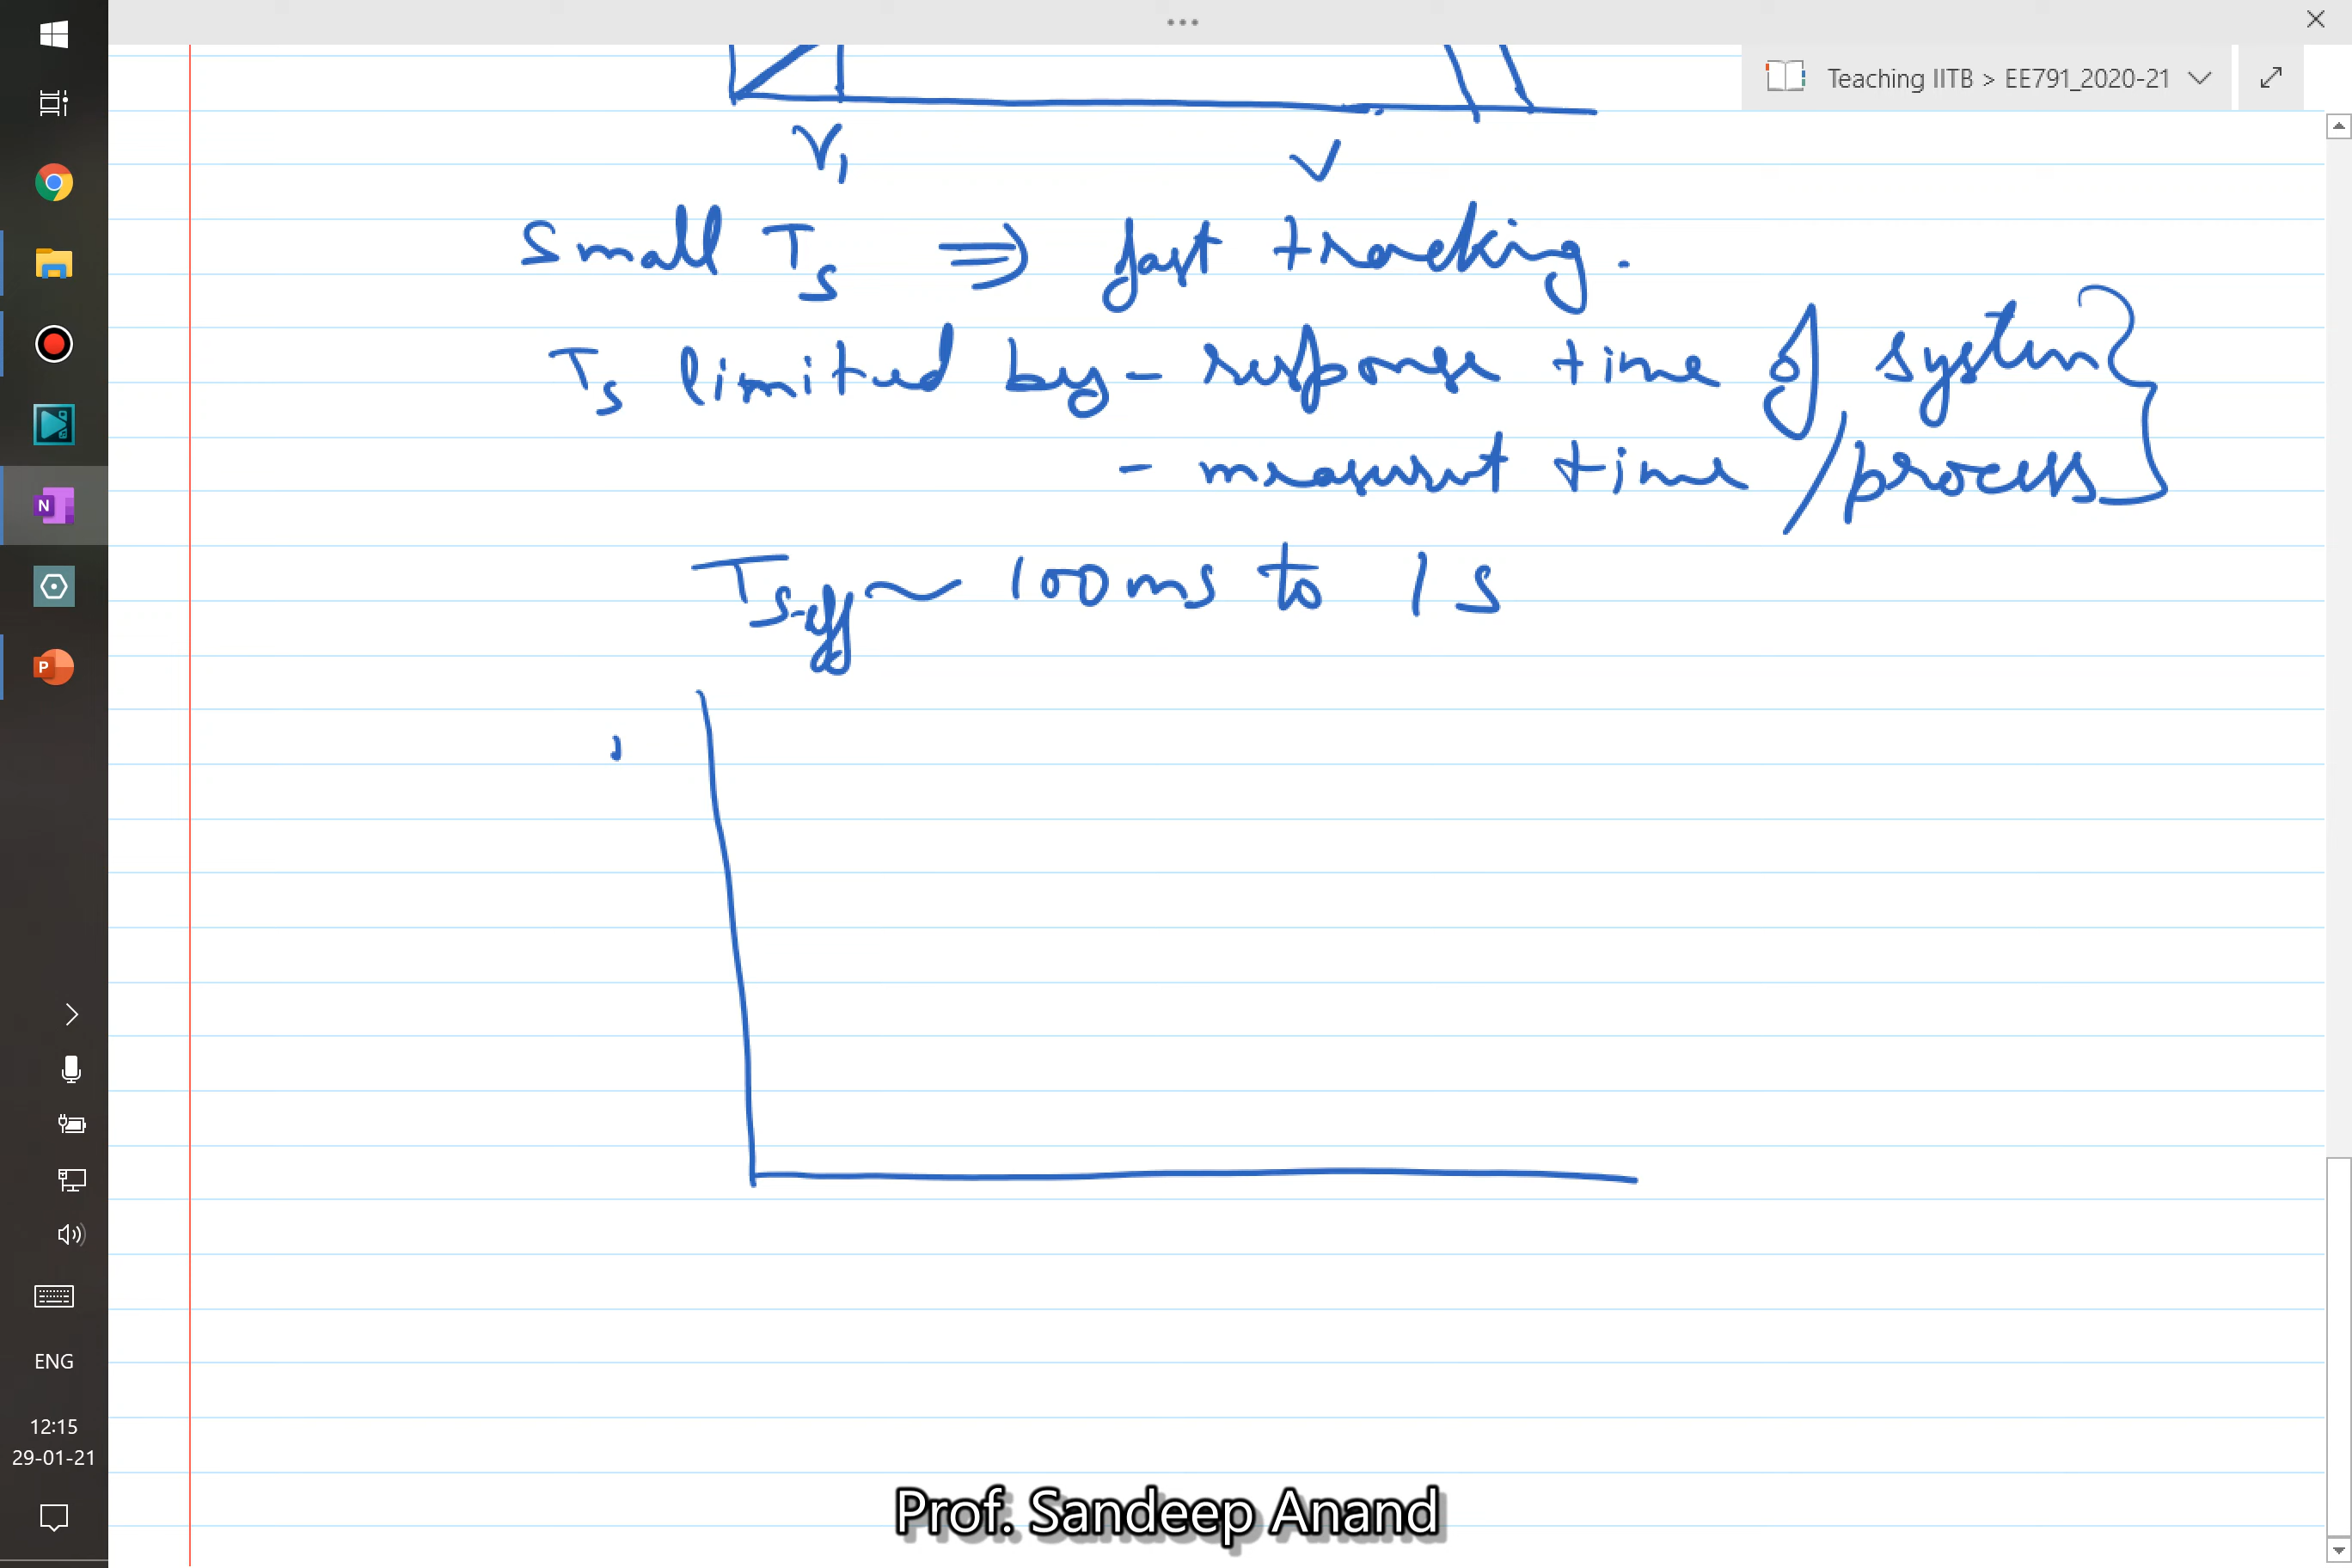 Teaching IITB > EE791_2020-21
V1 V
Small Ts ⇒ fast tracking.
Ts limited by - response time of system
- measurement time / process
Ts-eff ~ 100ms to 1s
ENG
12:15
29-01-21
Prof. Sandeep Anand